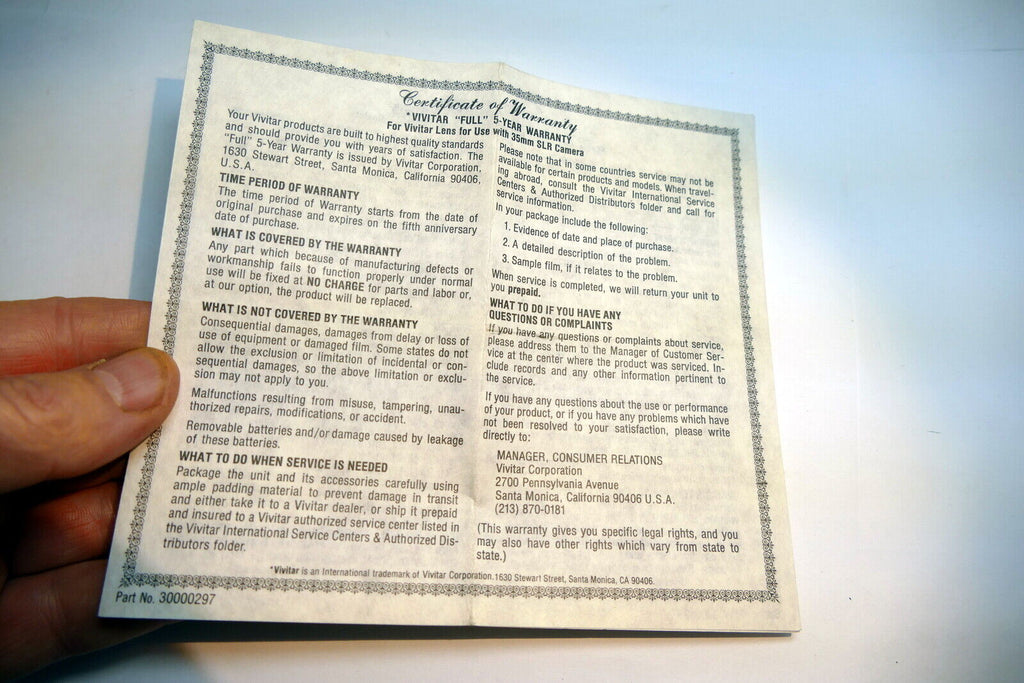 Certificate of Warranty
*VIVITAR "FULL" 5-YEAR WARRANTY
For Vivitar Lens for Use with 35mm SLR Camera
Your Vivitar products are built to highest quality standards
and should provide you with years of satisfaction. The
"Full" 5-Year Warranty is issued by Vivitar Corporation,
1630 Stewart Street, Santa Monica, California 90406,
U.S.A.
TIME PERIOD OF WARRANTY
The time period of Warranty starts from the date of
original purchase and expires on the fifth anniversary
date of purchase.
WHAT IS COVERED BY THE WARRANTY
Any part which because of manufacturing defects or
workmanship fails to function properly under normal
use will be fixed at NO CHARGE for parts and labor or,
at our option, the product will be replaced.
WHAT IS NOT COVERED BY THE WARRANTY
Consequential damages, damages from delay or loss of
use of equipment or damaged film. Some states do not
allow the exclusion or limitation of incidental or con-
sequential damages, so the above limitation or exclu-
sion may not apply to you.
Malfunctions resulting from misuse, tampering, unau-
thorized repairs, modifications, or accident.
Removable batteries and/or damage caused by leakage
of these batteries.
WHAT TO DO WHEN SERVICE IS NEEDED
Package the unit and its accessories carefully using
ample padding material to prevent damage in transit
and either take it to a Vivitar dealer, or ship it prepaid
and insured to a Vivitar authorized service center listed in
the Vivitar International Service Centers & Authorized Dis-
tributors folder.
Please note that in some countries service may not be
available for certain products and models. When travel-
ing abroad, consult the Vivitar International Service
Centers & Authorized Distributors folder and call for
service information.
In your package include the following:
1. Evidence of date and place of purchase.
2. A detailed description of the problem.
3. Sample film, if it relates to the problem.
When service is completed, we will return your unit to
you prepaid.
WHAT TO DO IF YOU HAVE ANY
QUESTIONS OR COMPLAINTS
If you have any questions or complaints about service,
please address them to the Manager of Customer Ser-
vice at the center where the product was serviced. In-
clude records and any other information pertinent to
the service.
If you have any questions about the use or performance
of your product, or if you have any problems which have
not been resolved to your satisfaction, please write
directly to:
MANAGER, CONSUMER RELATIONS
Vivitar Corporation
2700 Pennsylvania Avenue
Santa Monica, California 90406 U.S.A.
(213) 870-0181
(This warranty gives you specific legal rights, and you
may also have other rights which vary from state to
state.)
*Vivitar is an International trademark of Vivitar Corporation.1630 Stewart Street, Santa Monica, CA 90406.
Part No. 30000297